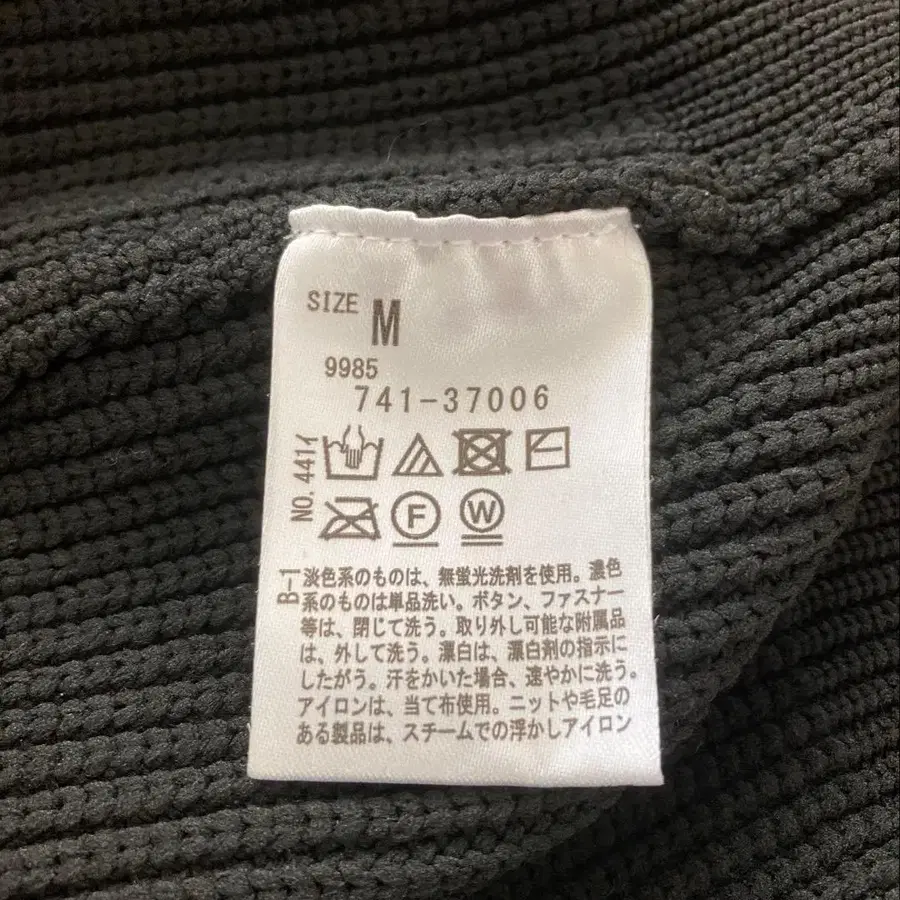 SIZE M
9985
741-37006
NO.441イ
F W
B-1
淡色系のものは、無蛍光洗剤を使用。濃色
系のものは単品洗い。ボタン、ファスナー
等は、閉じて洗う。取り外し可能な附属品
は、外して洗う。漂白は、漂白剤の指示に
したがう。汗をかいた場合、速やかに洗う。
アイロンは、当て布使用。ニットや毛足の
ある製品は、スチームでの浮かしアイロン